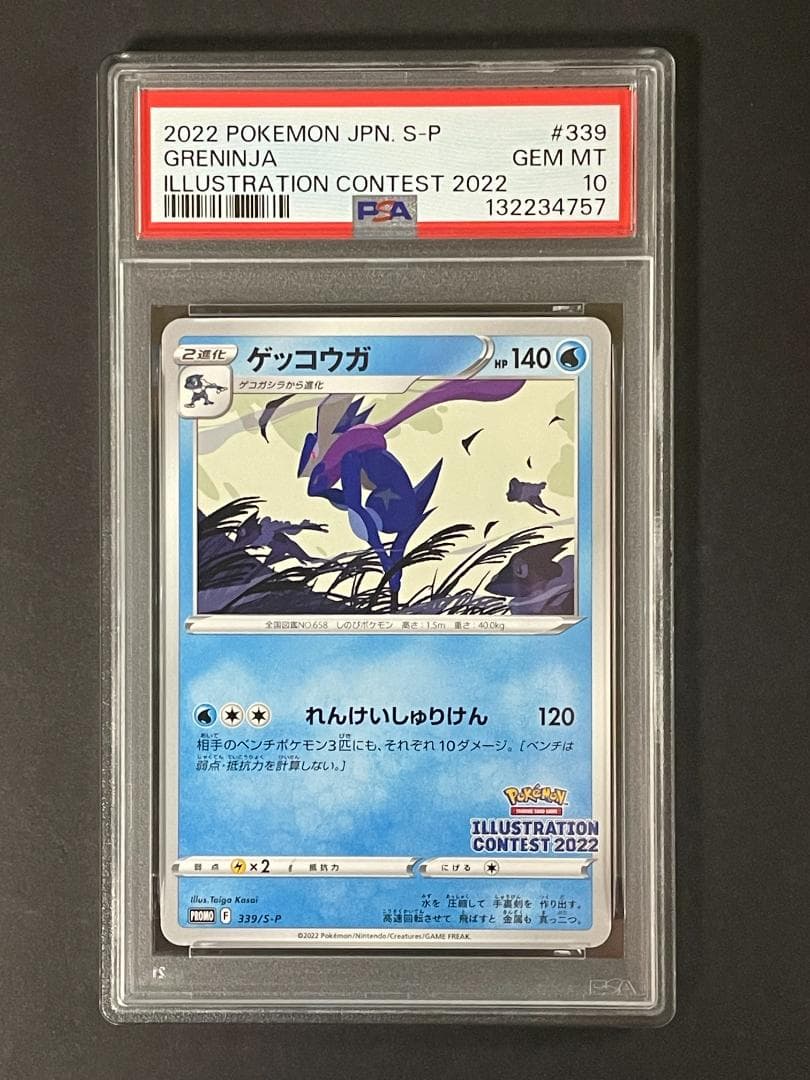 2022 POKEMON JPN. S-P #339
GRENINJA GEM MT
ILLUSTRATION CONTEST 2022 10
PSA 132234757
2進化 ゲッコウガ HP 140
ゲコガシラから進化
全国図鑑NO.658 しのびポケモン 高さ:1.5m 重さ:40.0kg
れんけいしゅりけん 120
相手のベンチポケモン3匹にも、それぞれ10ダメージ。[ベンチは
弱点・抵抗力を計算しない。]
Pokémon
TRADING CARD GAME
ILLUSTRATION
CONTEST 2022
弱点 ×2 抵抗力 にげる
Illus.Taiga Kasai
水を圧縮して手裏剣を作り出す。
高速回転させて飛ばすと金属も真っ二つ。
PROMO F 339/S-P
©2022 Pokémon/Nintendo/Creatures/GAME FREAK.
PSA